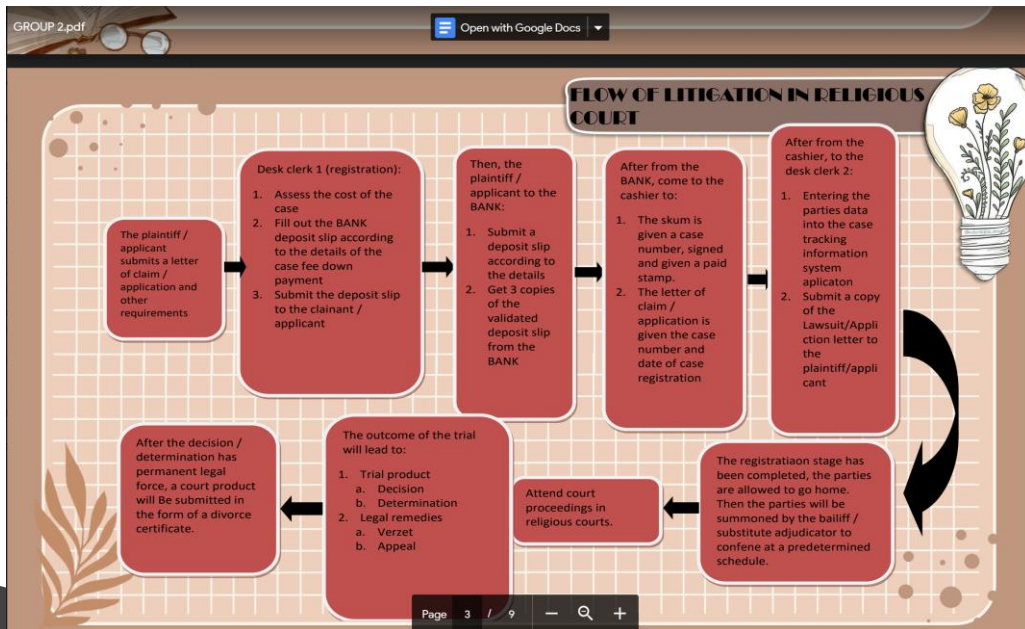 GROUP 2.pdf
Open with Google Docs
FLOW OF LITIGATION IN RELIGIOUS
COURT
The plaintiff /
applicant
submits a letter
of claim /
application and
other
requirements
Desk clerk 1 (registration):
1. Assess the cost of the
case
2. Fill out the BANK
deposit slip according
to the details of the
case fee down
payment
3. Submit the deposit slip
to the clainant /
applicant
Then, the
plaintiff /
applicant to the
BANK:
1. Submit a
deposit slip
according to
the details
2. Get 3 copies
of the
validated
deposit slip
from the
BANK
After from the
BANK, come to the
cashier to:
1. The skum is
given a case
number, signed
and given a paid
stamp.
2. The letter of
claim /
application is
given the case
number and
date of case
registration
After from the
cashier, to the
desk clerk 2:
1. Entering the
parties data
into the case
tracking
information
system
aplicaton
2. Submit a copy
of the
Lawsuit/Appli
ction letter to
the
plaintiff/appli
cant
The registratiaon stage has
been completed, the parties
are allowed to go home.
Then the parties will be
summoned by the bailiff /
substitute adjudicator to
confene at a predetermined
schedule.
Attend court
proceedings in
religious courts.
The outcome of the trial
will lead to:
1. Trial product
a. Decision
b. Determination
2. Legal remedies
a. Verzet
b. Appeal
After the decision /
determination has
permanent legal
force, a court product
will Be submitted in
the form of a divorce
certificate.
Page 3 / 9